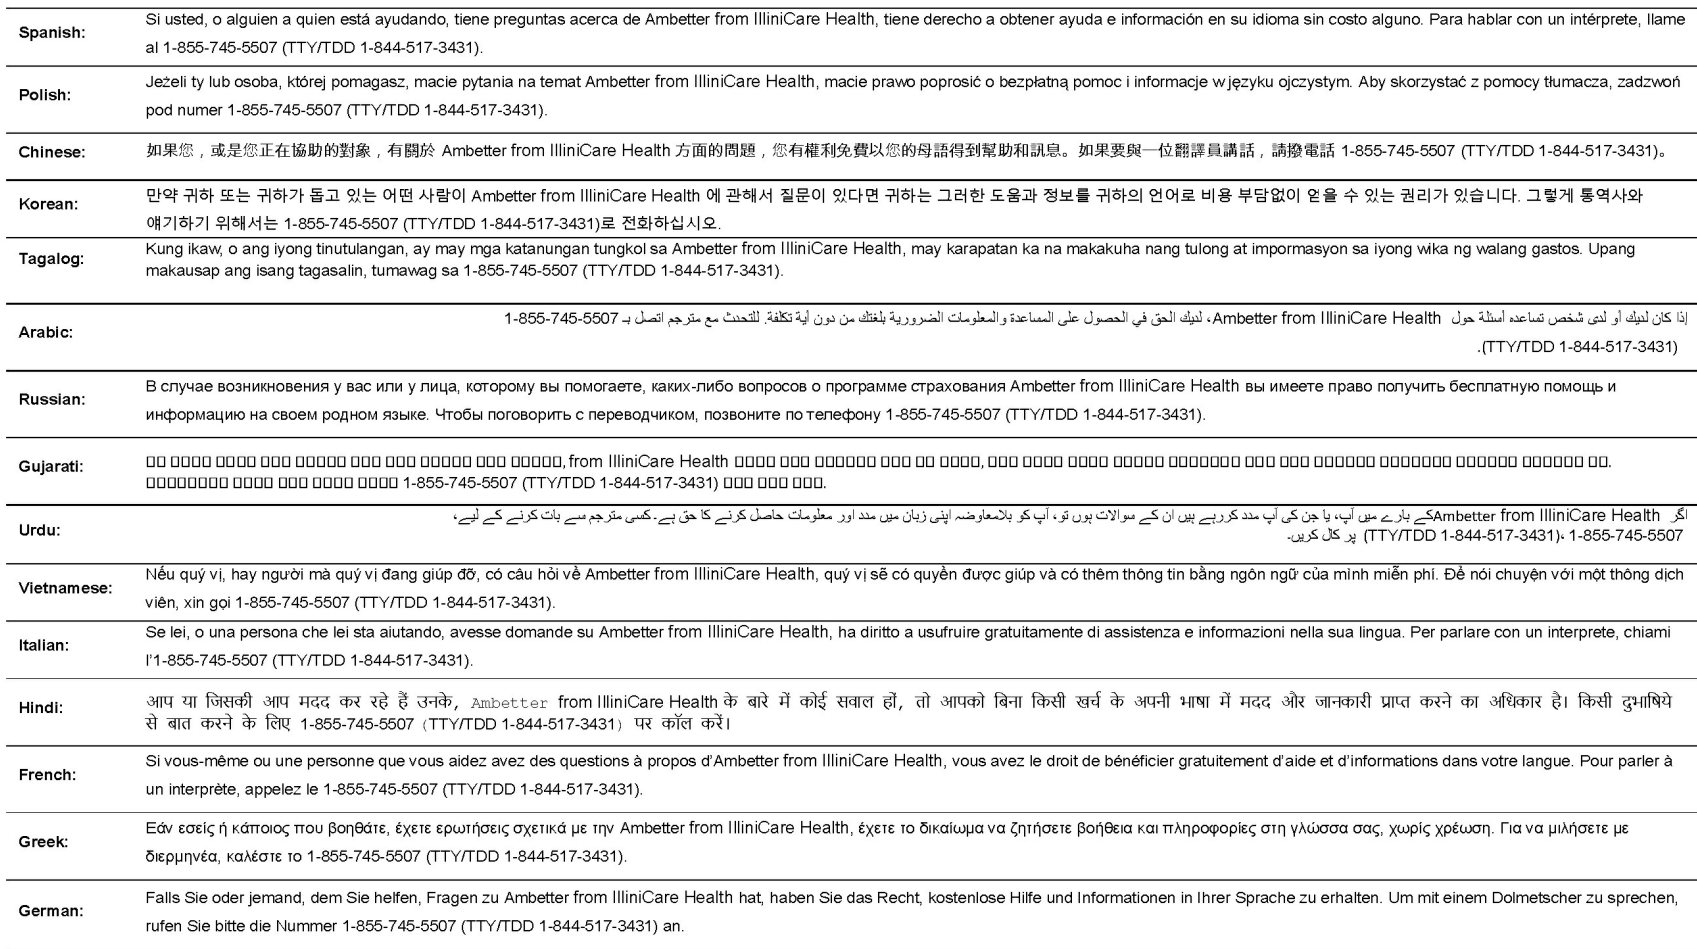 Spanish:
Si usted, o alguien a quien está ayudando, tiene preguntas acerca de Ambetter from IlliniCare Health, tiene derecho a obtener ayuda e información en su idioma sin costo alguno. Para hablar con un intérprete, llame
al 1-855-745-5507 (TTY/TDD 1-844-517-3431).
Polish:
Jeżeli ty lub osoba, której pomagasz, macie pytania na temat Ambetter from IlliniCare Health, macie prawo poprosić o bezpłatną pomoc i informacje w języku ojczystym. Aby skorzystać z pomocy tłumacza, zadzwoń
pod numer 1-855-745-5507 (TTY/TDD 1-844-517-3431).
Chinese:
如果您，或是您正在協助的對象，有關於 Ambetter from IlliniCare Health 方面的問題，您有權利免費以您的母語得到幫助和訊息。如果要與一位翻譯員講話，請撥電話 1-855-745-5507 (TTY/TDD 1-844-517-3431)。
Korean:
만약 귀하 또는 귀하가 돕고 있는 어떤 사람이 Ambetter from IlliniCare Health 에 관해서 질문이 있다면 귀하는 그러한 도움과 정보를 귀하의 언어로 비용 부담없이 얻을 수 있는 권리가 있습니다. 그렇게 통역사와
얘기하기 위해서는 1-855-745-5507 (TTY/TDD 1-844-517-3431)로 전화하십시오.
Tagalog:
Kung ikaw, o ang iyong tinutulangan, ay may mga katanungan tungkol sa Ambetter from IlliniCare Health, may karapatan ka na makakuha nang tulong at impormasyon sa iyong wika ng walang gastos. Upang
makausap ang isang tagasalin, tumawag sa 1-855-745-5507 (TTY/TDD 1-844-517-3431).
Arabic:
إذا كان لديك أو لدى شخص تساعده أسئلة حول Ambetter from IlliniCare Health، لديك الحق في الحصول على المساعدة والمعلومات الضرورية بلغتك من دون أية تكلفة. للتحدث مع مترجم اتصل بـ 1-855-745-5507
(TTY/TDD 1-844-517-3431).
Russian:
В случае возникновения у вас или у лица, которому вы помогаете, каких-либо вопросов о программе страхования Ambetter from IlliniCare Health вы имеете право получить бесплатную помощь и
информацию на своем родном языке. Чтобы поговорить с переводчиком, позвоните по телефону 1-855-745-5507 (TTY/TDD 1-844-517-3431).
Gujarati:
from IlliniCare Health
1-855-745-5507 (TTY/TDD 1-844-517-3431)
Urdu:
اگر Ambetter from IlliniCare Healthکے بارے میں آپ، یا جن کی آپ مدد کررہے ہیں ان کے سوالات ہوں تو، آپ کو بلامعاوضہ اپنی زبان میں مدد اور معلومات حاصل کرنے کا حق ہے۔ کسی مترجم سے بات کرنے کے لیے،
1-855-745-5507 ،(TTY/TDD 1-844-517-3431) پر کال کریں۔
Vietnamese:
Nếu quý vị, hay người mà quý vị đang giúp đỡ, có câu hỏi về Ambetter from IlliniCare Health, quý vị sẽ có quyền được giúp và có thêm thông tin bằng ngôn ngữ của mình miễn phí. Để nói chuyện với một thông dịch
viên, xin gọi 1-855-745-5507 (TTY/TDD 1-844-517-3431).
Italian:
Se lei, o una persona che lei sta aiutando, avesse domande su Ambetter from IlliniCare Health, ha diritto a usufruire gratuitamente di assistenza e informazioni nella sua lingua. Per parlare con un interprete, chiami
l'1-855-745-5507 (TTY/TDD 1-844-517-3431).
Hindi:
आप या जिसकी आप मदद कर रहे हैं उनके, Ambetter from IlliniCare Health के बारे में कोई सवाल हों, तो आपको बिना किसी खर्च के अपनी भाषा में मदद और जानकारी प्राप्त करने का अधिकार है। किसी दुभाषिये
से बात करने के लिए 1-855-745-5507 (TTY/TDD 1-844-517-3431) पर कॉल करें।
French:
Si vous-même ou une personne que vous aidez avez des questions à propos d'Ambetter from IlliniCare Health, vous avez le droit de bénéficier gratuitement d'aide et d'informations dans votre langue. Pour parler à
un interprète, appelez le 1-855-745-5507 (TTY/TDD 1-844-517-3431).
Greek:
Εάν εσείς ή κάποιος που βοηθάτε, έχετε ερωτήσεις σχετικά με την Ambetter from IlliniCare Health, έχετε το δικαίωμα να ζητήσετε βοήθεια και πληροφορίες στη γλώσσα σας, χωρίς χρέωση. Για να μιλήσετε με
διερμηνέα, καλέστε το 1-855-745-5507 (TTY/TDD 1-844-517-3431).
German:
Falls Sie oder jemand, dem Sie helfen, Fragen zu Ambetter from IlliniCare Health hat, haben Sie das Recht, kostenlose Hilfe und Informationen in Ihrer Sprache zu erhalten. Um mit einem Dolmetscher zu sprechen,
rufen Sie bitte die Nummer 1-855-745-5507 (TTY/TDD 1-844-517-3431) an.